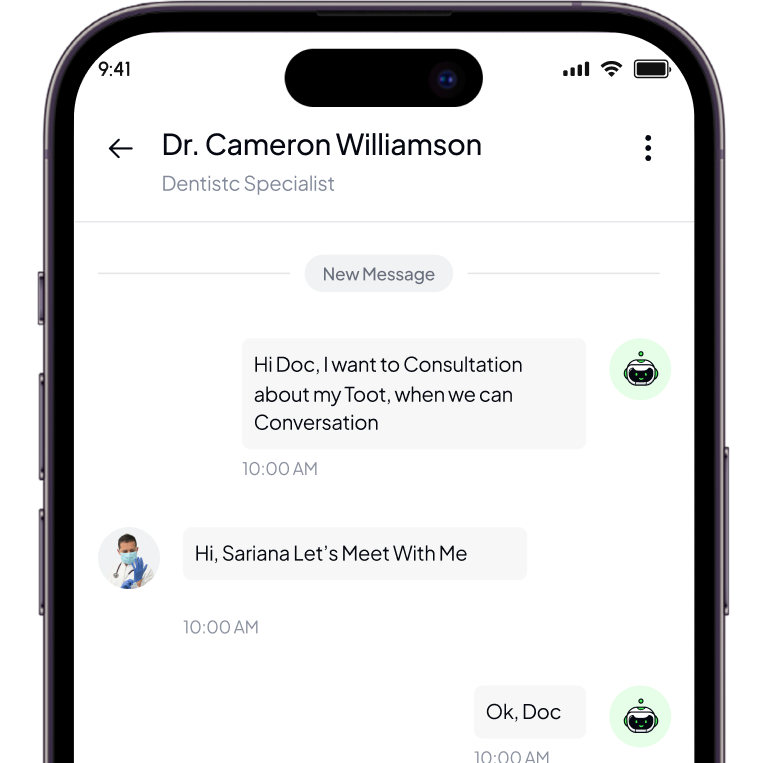 9:41
Dr. Cameron Williamson
Dentistc Specialist
New Message
Hi Doc, I want to Consultation
about my Toot, when we can
Conversation
10:00 AM
Hi, Sariana Let's Meet With Me
10:00 AM
Ok, Doc
10:00 AM